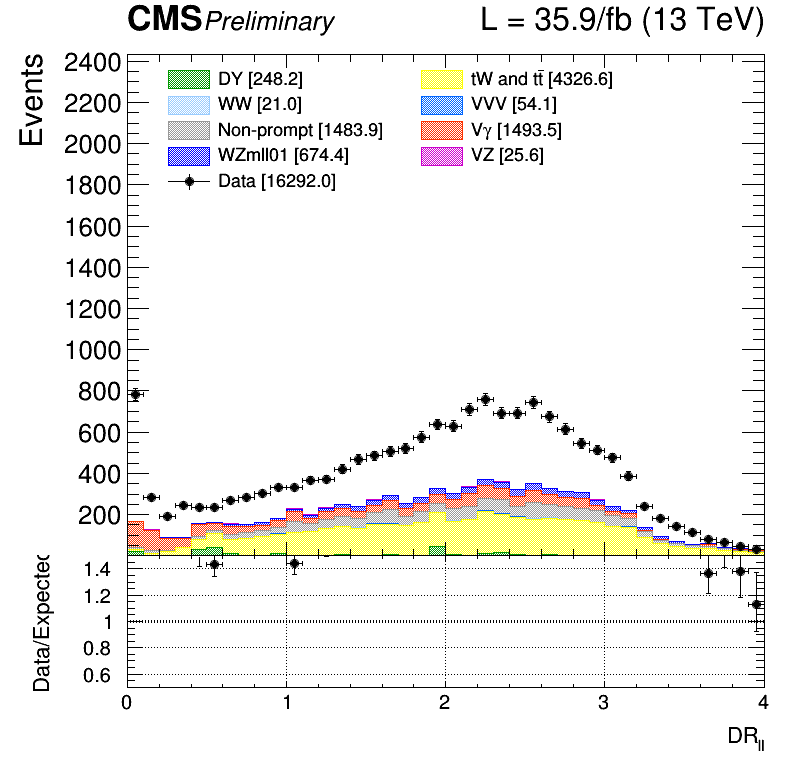 CMS Preliminary L = 35.9/fb (13 TeV)
Events
2400
2200
2000
1800
1600
1400
1200
1000
800
600
400
200
DY [248.2]
WW [21.0]
Non-prompt [1483.9]
WZmll01 [674.4]
Data [16292.0]
tW and tt̄ [4326.6]
VVV [54.1]
Vγ [1493.5]
VZ [25.6]
Data/Expected
1.4
1.2
1
0.8
0.6
0 1 2 3 4
DR_ll